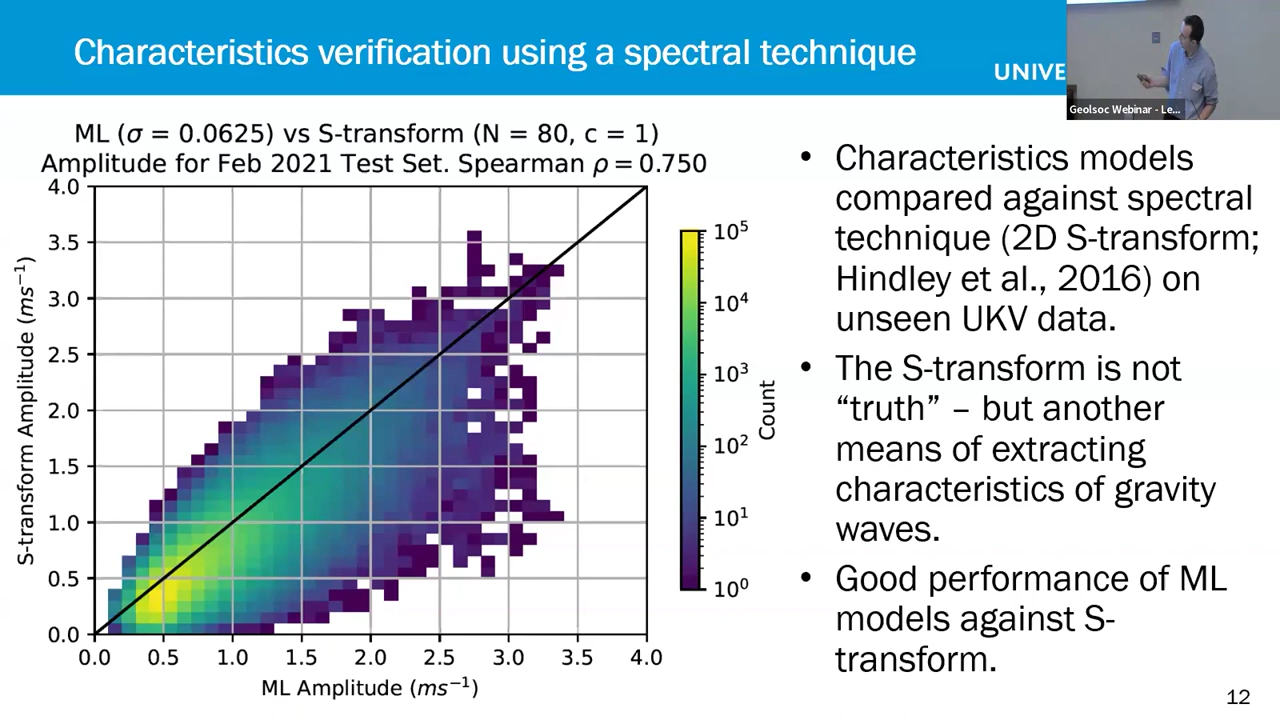 Characteristics verification using a spectral technique
UNIVE
Geolsoc Webinar - Le...
ML (σ = 0.0625) vs S-transform (N = 80, c = 1)
Amplitude for Feb 2021 Test Set. Spearman ρ = 0.750
4.0
3.5
3.0
2.5
2.0
1.5
1.0
0.5
0.0
S-transform Amplitude (ms⁻¹)
0.0 0.5 1.0 1.5 2.0 2.5 3.0 3.5 4.0
ML Amplitude (ms⁻¹)
10⁵
10⁴
10³
10²
10¹
10⁰
Count
• Characteristics models
compared against spectral
technique (2D S-transform;
Hindley et al., 2016) on
unseen UKV data.
• The S-transform is not
“truth” – but another
means of extracting
characteristics of gravity
waves.
• Good performance of ML
models against S-
transform.
12